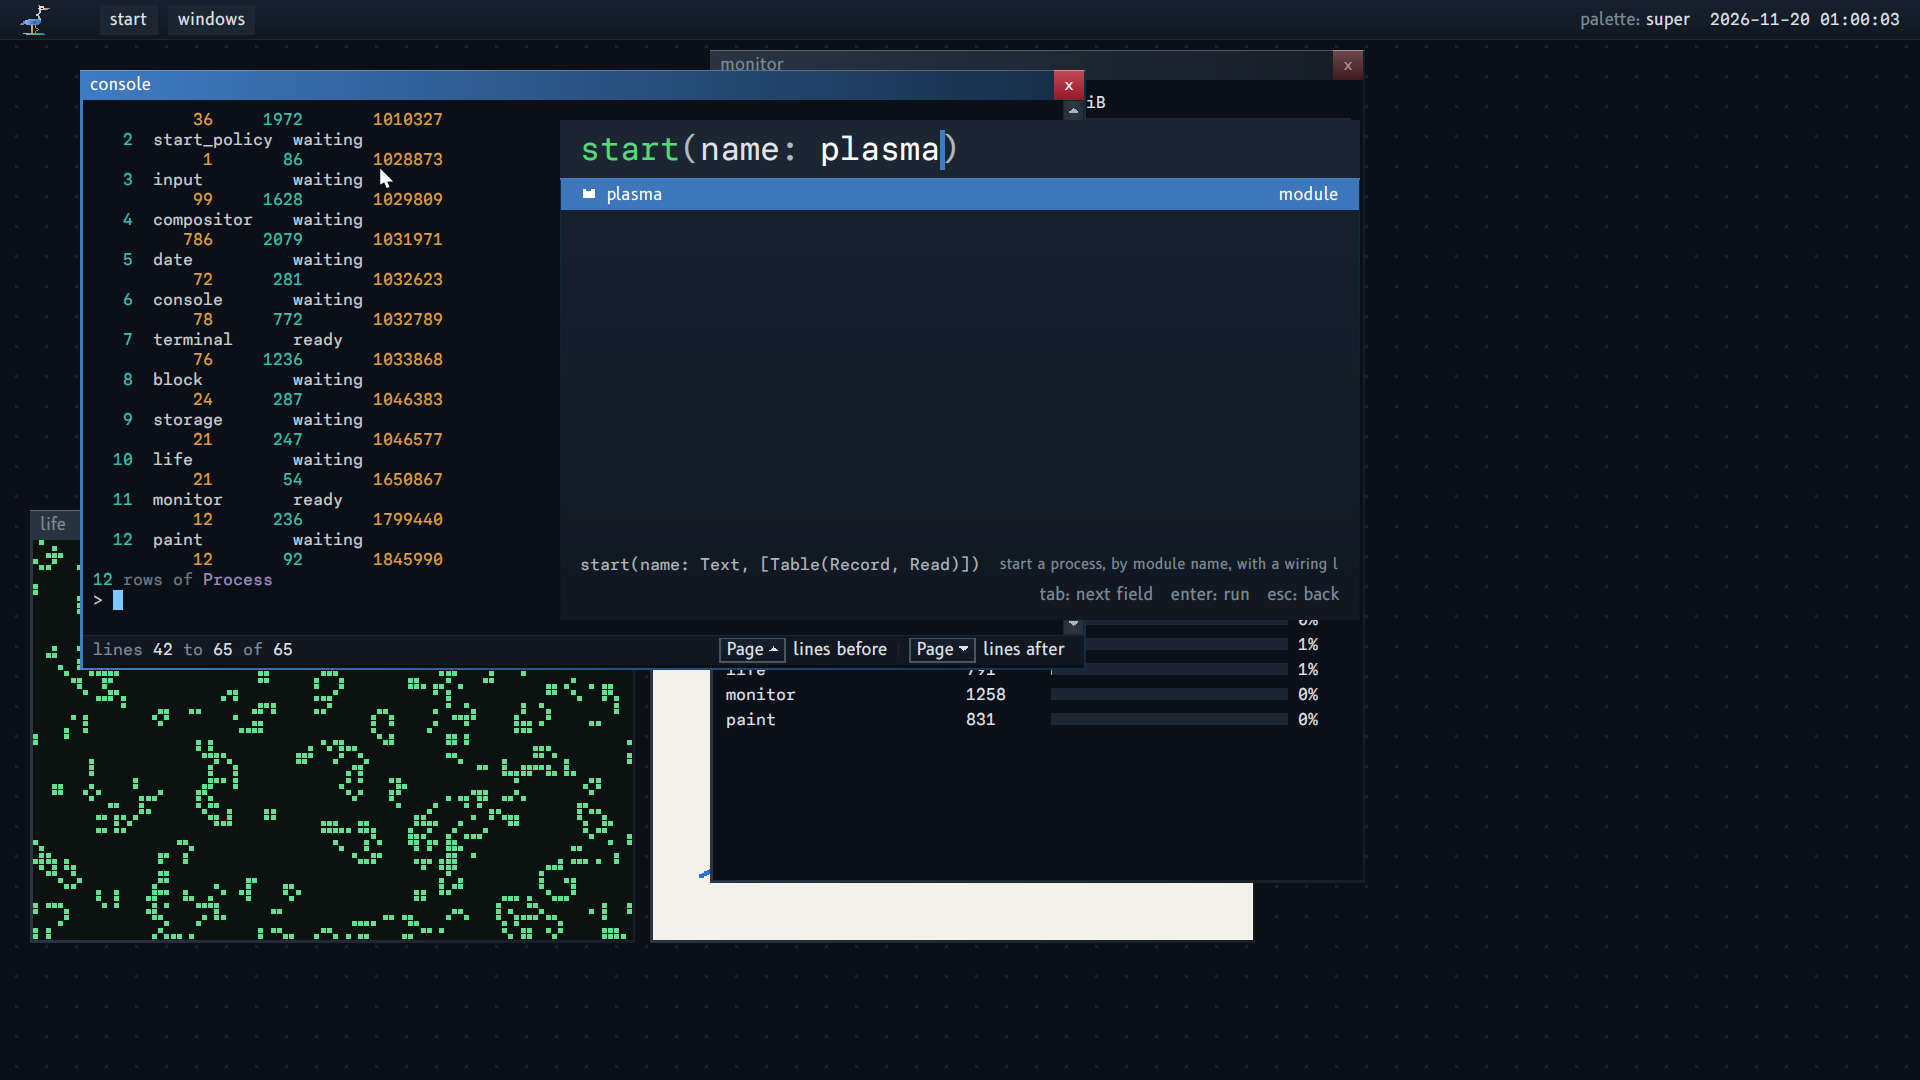 start windows palette: super 2026-11-20 01:00:03
monitor x
console x
iB
36 1972 1010327
2 start_policy waiting
1 86 1028873
3 input waiting
99 1628 1029809
4 compositor waiting
786 2079 1031971
5 date waiting
72 281 1032623
6 console waiting
78 772 1032789
7 terminal ready
76 1236 1033868
8 block waiting
24 287 1046383
9 storage waiting
21 247 1046577
10 life waiting
21 54 1650867
11 monitor ready
12 236 1799440
12 paint waiting
12 92 1845990
12 rows of Process
>
lines 42 to 65 of 65 Page lines before Page lines after
start(name: plasma)
plasma module
start(name: Text, [Table(Record, Read)]) start a process, by module name, with a wiring l
tab: next field enter: run esc: back
0%
1%
life 791 1%
monitor 1258 0%
paint 831 0%
life